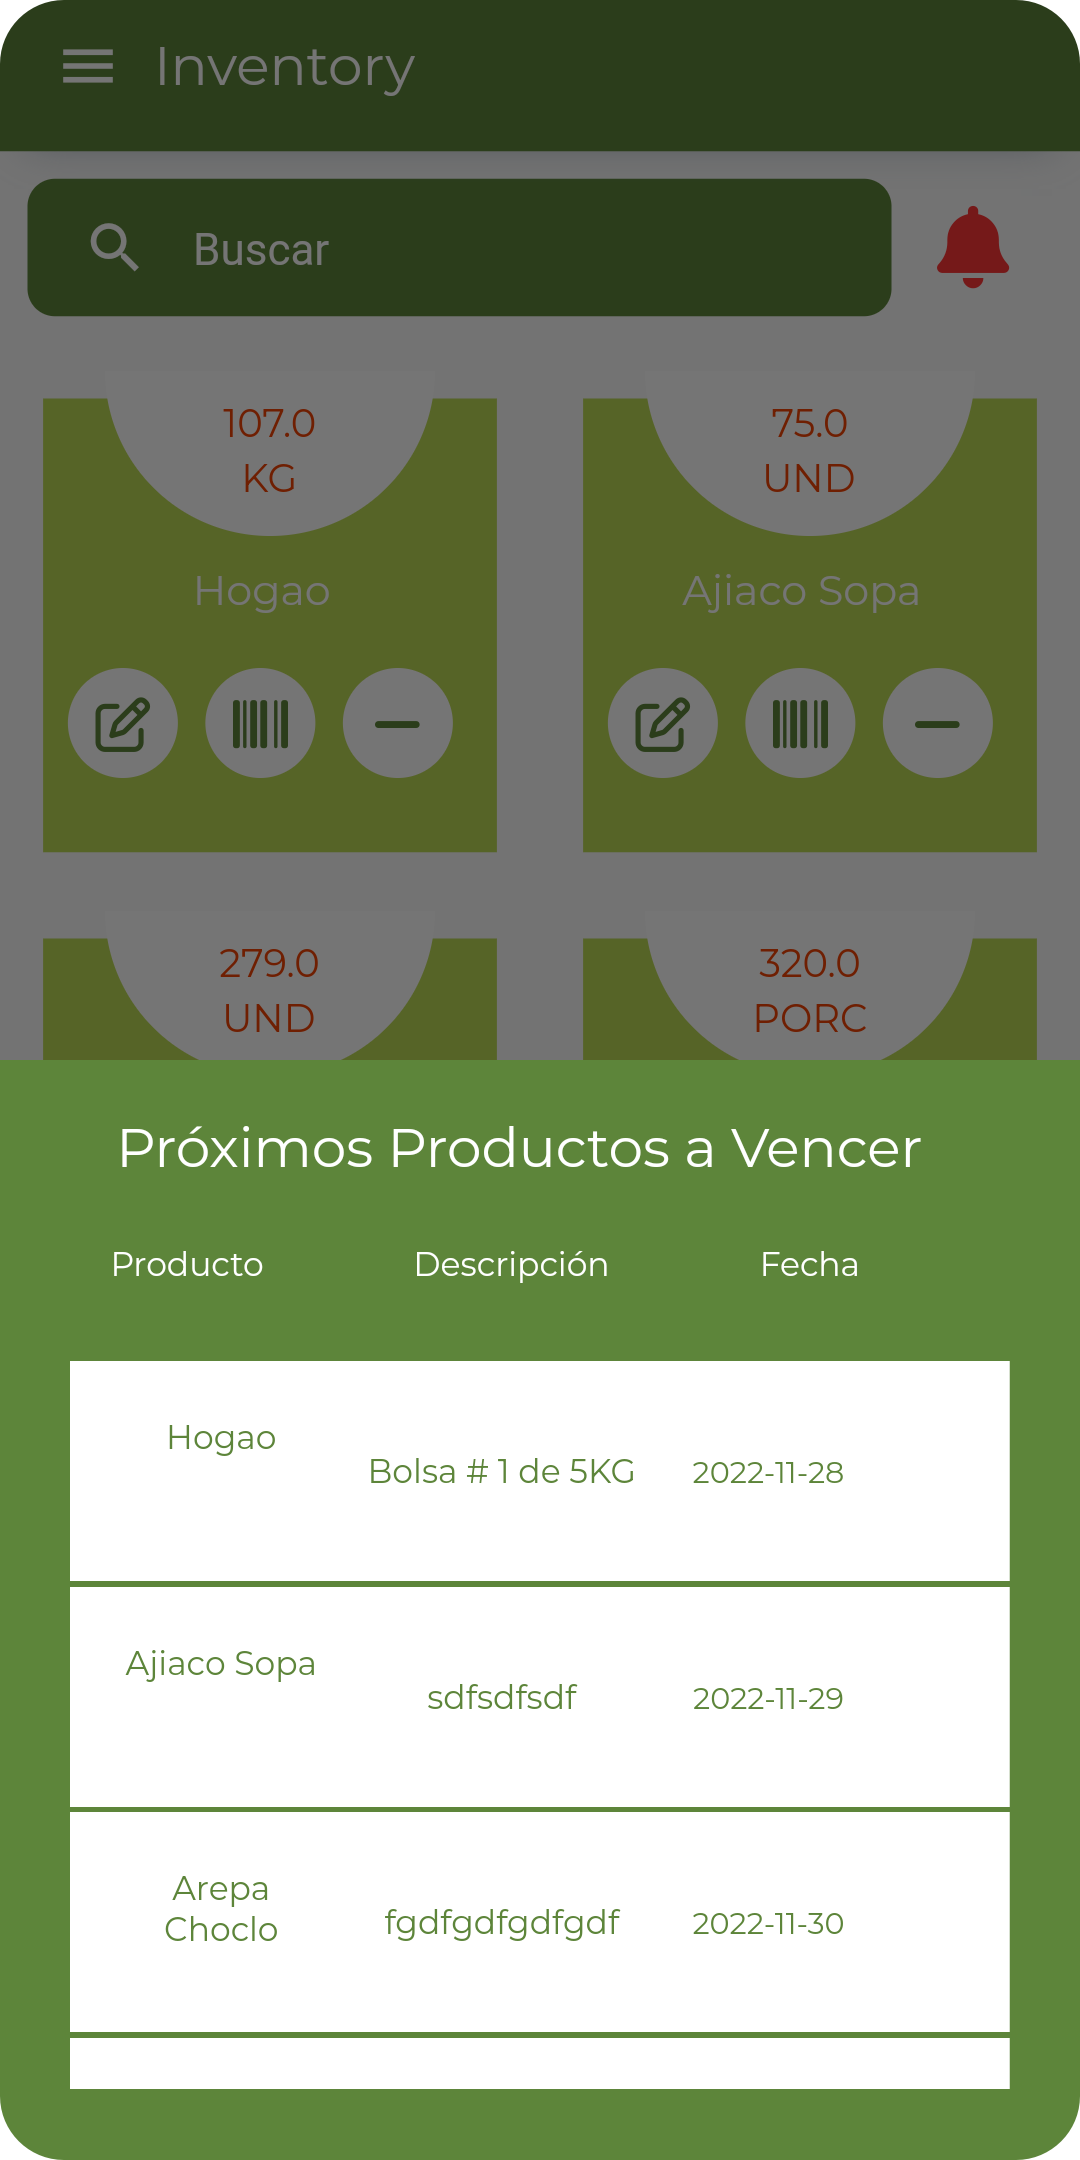 Inventory
Buscar
107.0
KG
75.0
UND
Hogao
Ajiaco Sopa
279.0
UND
320.0
PORC
Próximos Productos a Vencer
Producto Descripción Fecha
Hogao
Bolsa # 1 de 5KG 2022-11-28
Ajiaco Sopa
sdfsdfsdf 2022-11-29
Arepa
Choclo
fgdfgdfgdfgdf 2022-11-30